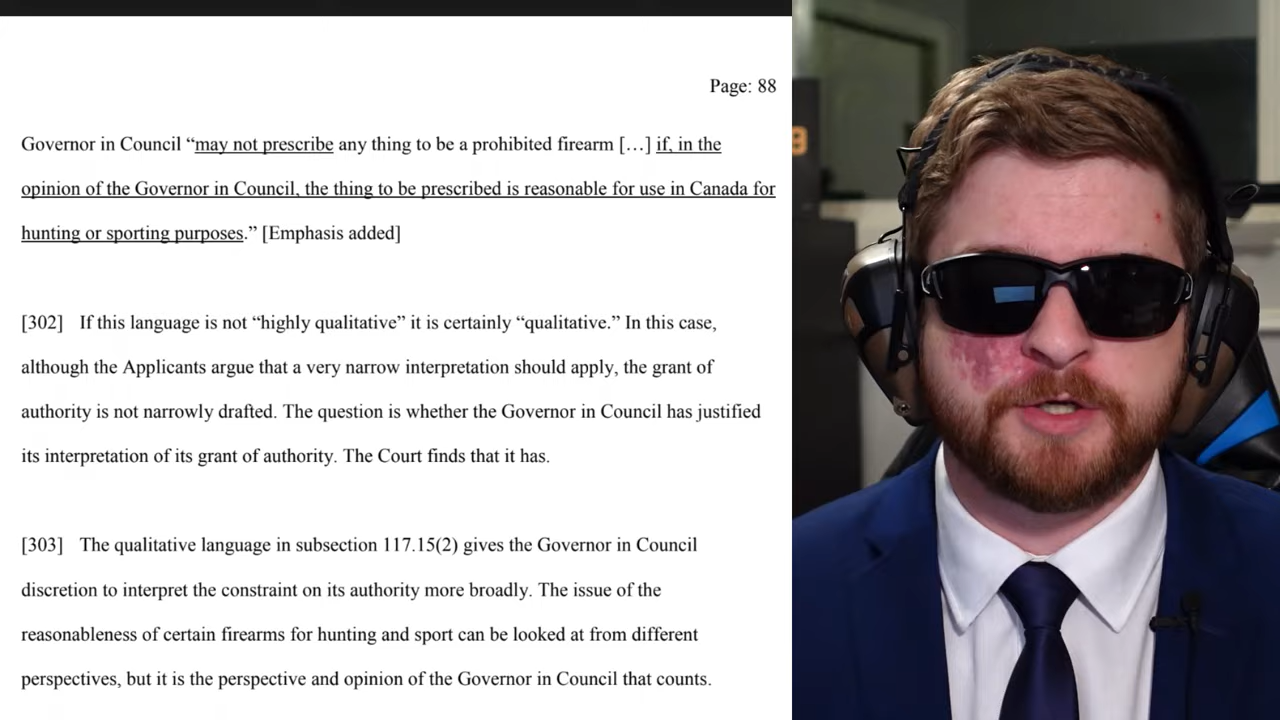 Page: 88
Governor in Council “may not prescribe any thing to be a prohibited firearm […] if, in the
opinion of the Governor in Council, the thing to be prescribed is reasonable for use in Canada for
hunting or sporting purposes.” [Emphasis added]
[302] If this language is not “highly qualitative” it is certainly “qualitative.” In this case,
although the Applicants argue that a very narrow interpretation should apply, the grant of
authority is not narrowly drafted. The question is whether the Governor in Council has justified
its interpretation of its grant of authority. The Court finds that it has.
[303] The qualitative language in subsection 117.15(2) gives the Governor in Council
discretion to interpret the constraint on its authority more broadly. The issue of the
reasonableness of certain firearms for hunting and sport can be looked at from different
perspectives, but it is the perspective and opinion of the Governor in Council that counts.